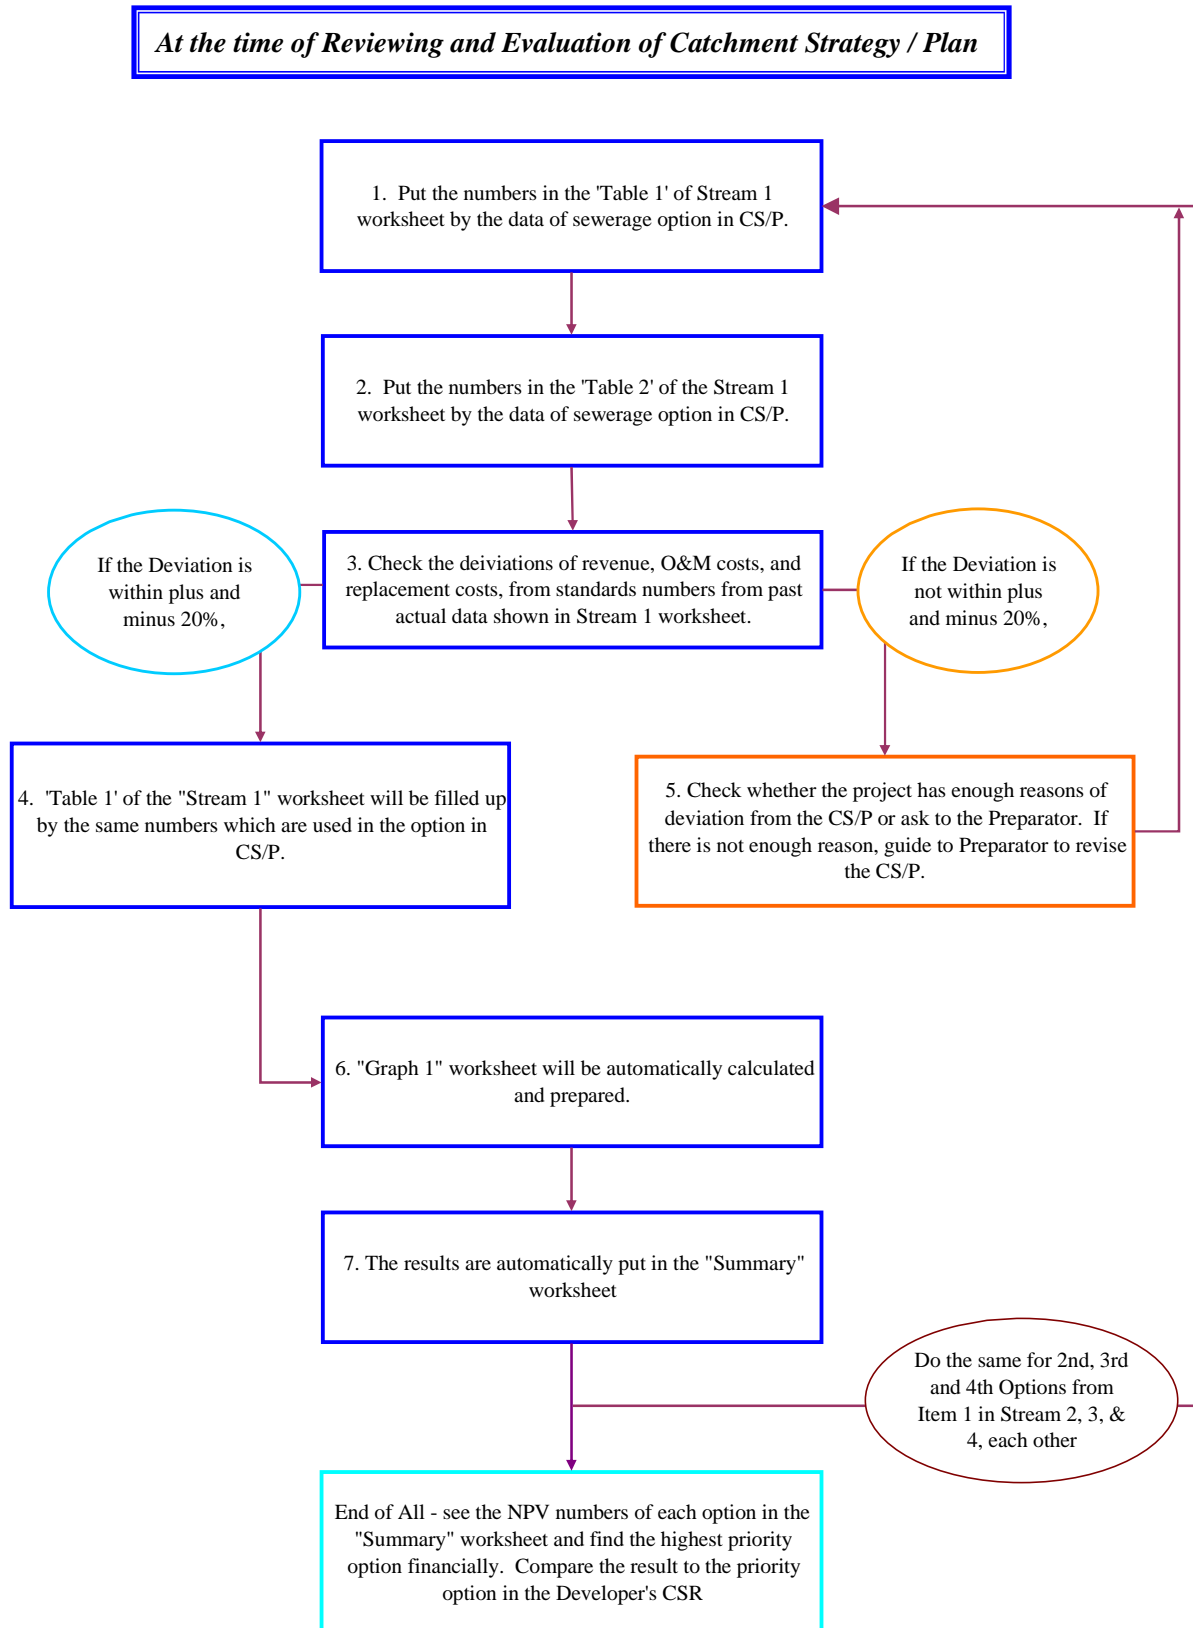 At the time of Reviewing and Evaluation of Catchment Strategy / Plan
1. Put the numbers in the 'Table 1' of Stream 1
worksheet by the data of sewerage option in CS/P.
2. Put the numbers in the 'Table 2' of the Stream 1
worksheet by the data of sewerage option in CS/P.
If the Deviation is
within plus and
minus 20%,
3. Check the deiviations of revenue, O&M costs, and
replacement costs, from standards numbers from past
actual data shown in Stream 1 worksheet.
If the Deviation is
not within plus
and minus 20%,
4. 'Table 1' of the "Stream 1" worksheet will be filled up
by the same numbers which are used in the option in
CS/P.
5. Check whether the project has enough reasons of
deviation from the CS/P or ask to the Preparator. If
there is not enough reason, guide to Preparator to revise
the CS/P.
6. "Graph 1" worksheet will be automatically calculated
and prepared.
7. The results are automatically put in the "Summary"
worksheet
Do the same for 2nd, 3rd
and 4th Options from
Item 1 in Stream 2, 3, &
4, each other
End of All - see the NPV numbers of each option in the
"Summary" worksheet and find the highest priority
option financially. Compare the result to the priority
option in the Developer's CSR